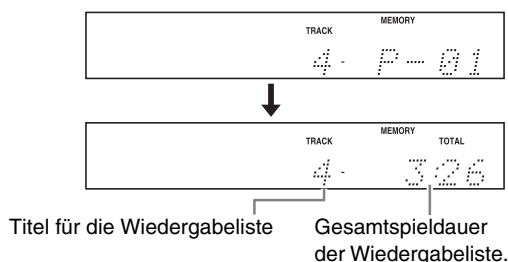 MEMORY
TRACK
4- P-01
MEMORY
TRACK TOTAL
4- 3:26
Titel für die Wiedergabeliste
Gesamtspieldauer
der Wiedergabeliste.